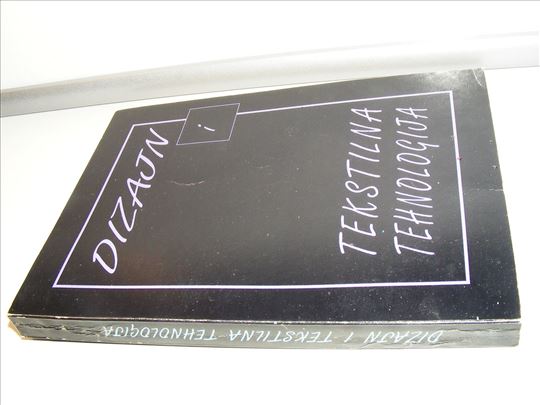 DIZAJN
i
TEKSTILNA
TEHNOLOGIJA
DIZAJN I TEKSTILNA TEHNOLOGIJA